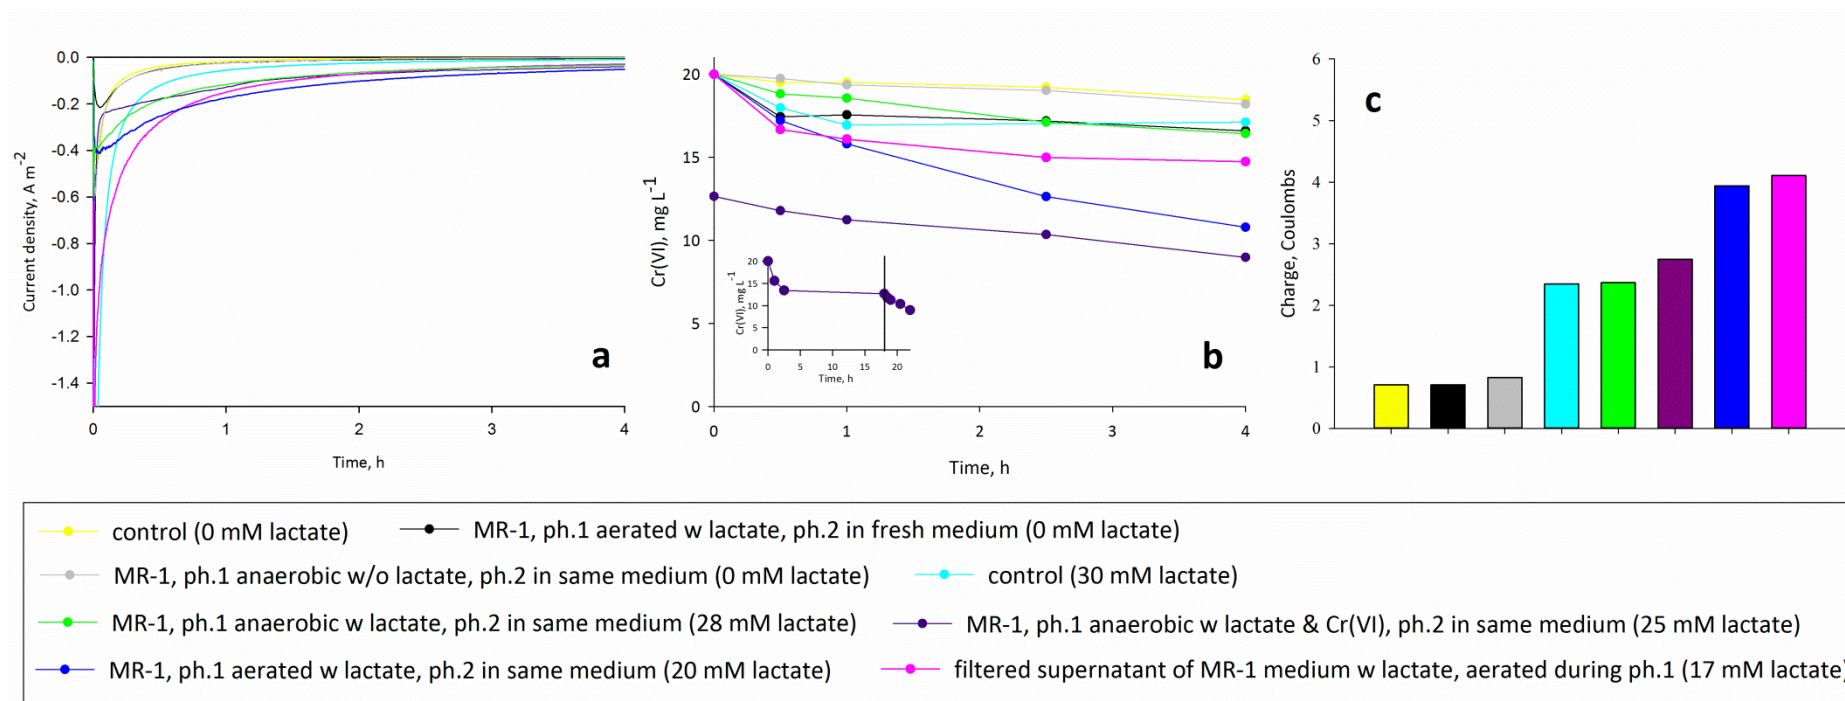 0.0
-0.2
-0.4
-0.6
-0.8
-1.0
-1.2
-1.4
Current density, A m-2
0 1 2 3 4
Time, h
a
20
15
10
5
0
Cr(VI), mg L-1
0 1 2 3 4
Time, h
b
20
15
10
5
0
Cr(VI), mg L-1
0 5 10 15 20
Time, h
6
5
4
3
2
1
0
Charge, Coulombs
c
control (0 mM lactate) MR-1, ph.1 aerated w lactate, ph.2 in fresh medium (0 mM lactate)
MR-1, ph.1 anaerobic w/o lactate, ph.2 in same medium (0 mM lactate) control (30 mM lactate)
MR-1, ph.1 anaerobic w lactate, ph.2 in same medium (28 mM lactate) MR-1, ph.1 anaerobic w lactate & Cr(VI), ph.2 in same medium (25 mM lactate)
MR-1, ph.1 aerated w lactate, ph.2 in same medium (20 mM lactate) filtered supernatant of MR-1 medium w lactate, aerated during ph.1 (17 mM lactate)